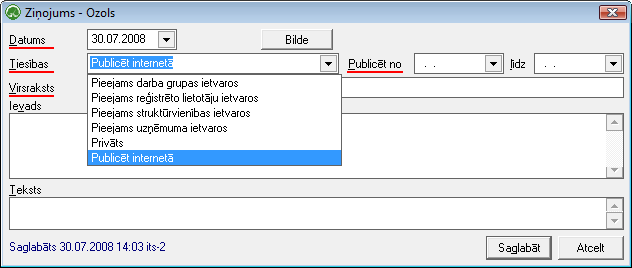 Ziņojums - Ozols
Datums 30.07.2008 Bilde
Tiesības Publicēt internetā Publicēt no . . līdz . .
Virsraksts
Pieejams darba grupas ietvaros
Pieejams reģistrēto lietotāju ietvaros
Pieejams struktūrvienības ietvaros
Pieejams uzņēmuma ietvaros
Privāts
Publicēt internetā
Ievads
Teksts
Saglabāts 30.07.2008 14:03 its-2 Saglabāt Atcelt